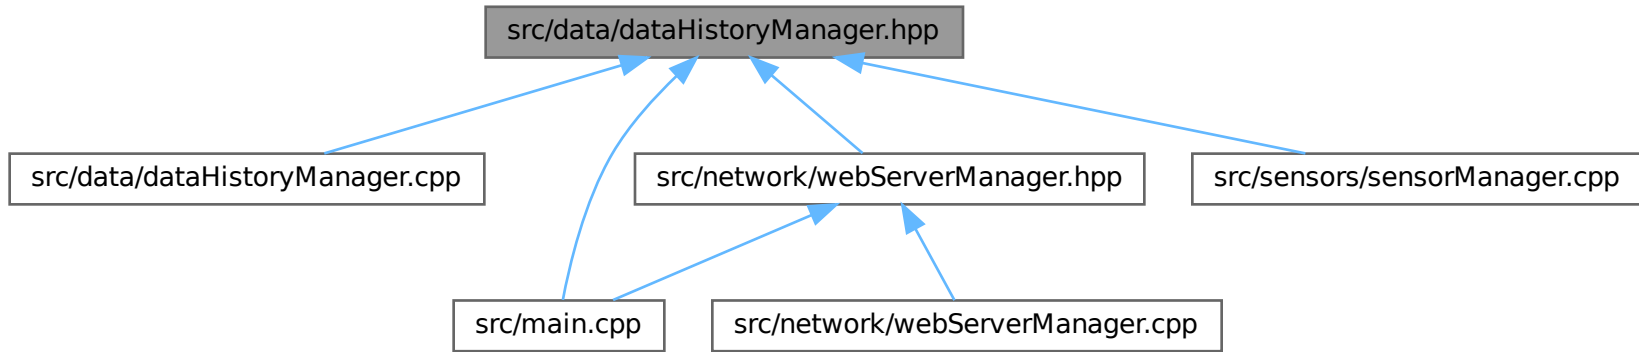 src/data/dataHistoryManager.hpp
src/data/dataHistoryManager.cpp
src/network/webServerManager.hpp
src/sensors/sensorManager.cpp
src/main.cpp
src/network/webServerManager.cpp